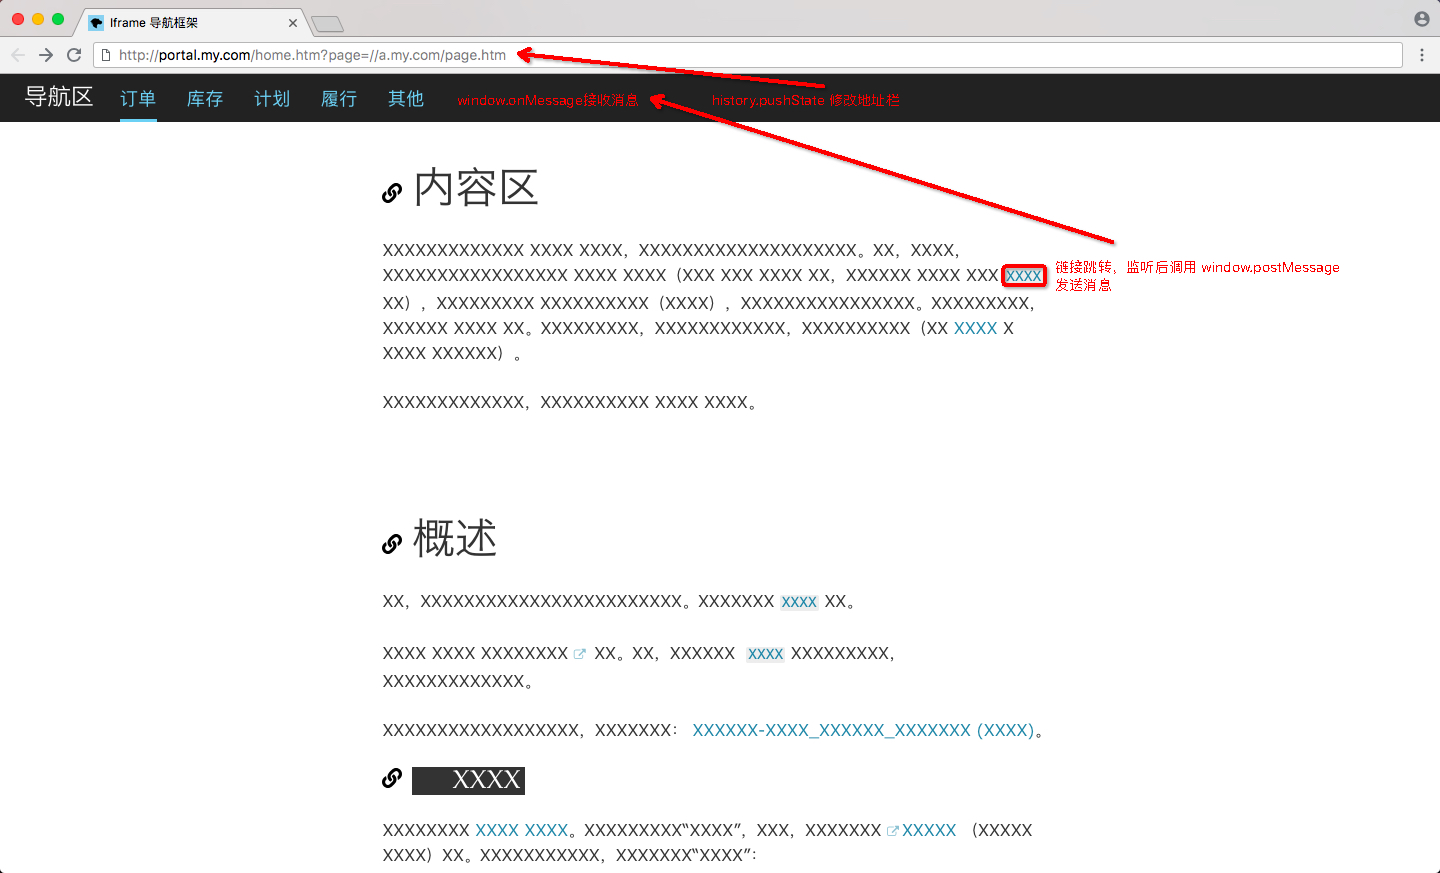 Iframe 导航框架
http://portal.my.com/home.htm?page=//a.my.com/page.htm
导航区 订单 库存 计划 履行 其他 window.onMessage接收消息 history.pushState 修改地址栏
内容区
XXXXXXXXXXXXX XXXX XXXX，XXXXXXXXXXXXXXXXXXXX。XX，XXXX，
XXXXXXXXXXXXXXXXX XXXX XXXX（XXX XXX XXXX XX，XXXXXX XXXX XXX XXXX
链接跳转，监听后调用 window.postMessage
发送消息
XX），XXXXXXXXX XXXXXXXXXX（XXXX），XXXXXXXXXXXXXXXX。XXXXXXXXX，
XXXXXX XXXX XX。XXXXXXXXX，XXXXXXXXXXXX，XXXXXXXXXX（XX XXXX X
XXXX XXXXXX）。
XXXXXXXXXXXXX，XXXXXXXXXX XXXX XXXX。
概述
XX，XXXXXXXXXXXXXXXXXXXXXXXX。XXXXXXX XXXX XX。
XXXX XXXX XXXXXXXX XX。XX，XXXXXX XXXX XXXXXXXXX，
XXXXXXXXXXXXX。
XXXXXXXXXXXXXXXXXX，XXXXXXX： XXXXXX-XXXX_XXXXXX_XXXXXXX (XXXX)。
XXXX
XXXXXXXX XXXX XXXX。XXXXXXXXX“XXXX”，XXX，XXXXXXX XXXXX （XXXXX
XXXX）XX。XXXXXXXXXXX，XXXXXXX“XXXX”：